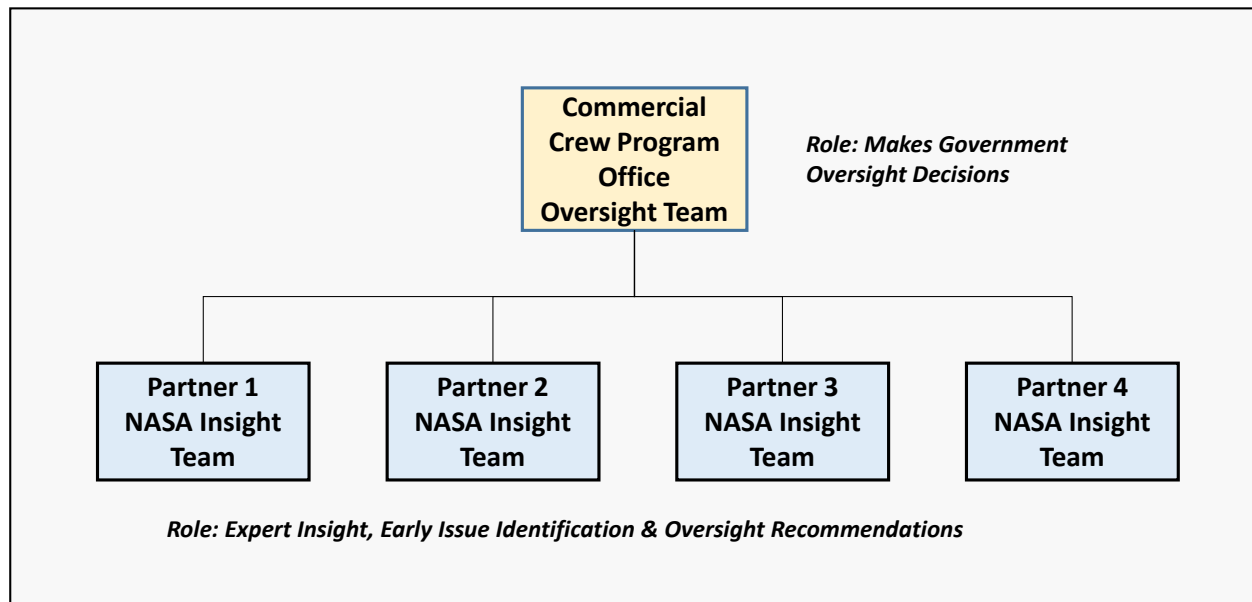 Commercial
Crew Program
Office
Oversight Team
Role: Makes Government
Oversight Decisions
Partner 1
NASA Insight
Team
Partner 2
NASA Insight
Team
Partner 3
NASA Insight
Team
Partner 4
NASA Insight
Team
Role: Expert Insight, Early Issue Identification & Oversight Recommendations